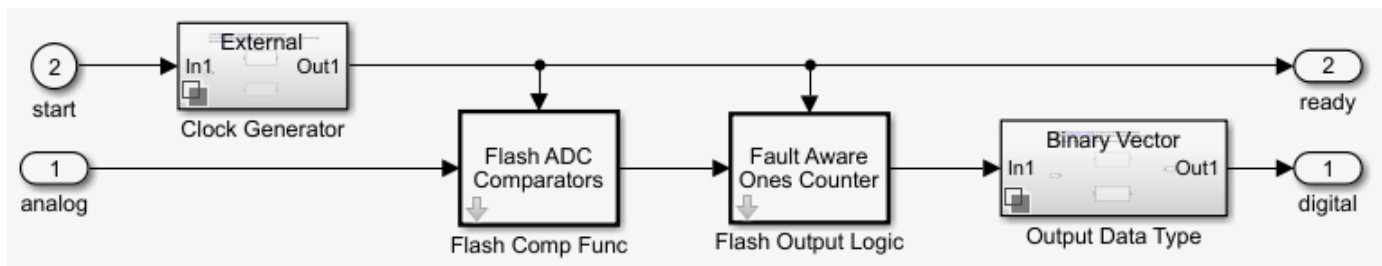 2
start
External
In1
Out1
Clock Generator
2
ready
1
analog
Flash ADC
Comparators
Flash Comp Func
Fault Aware
Ones Counter
Flash Output Logic
Binary Vector
In1
Out1
Output Data Type
1
digital